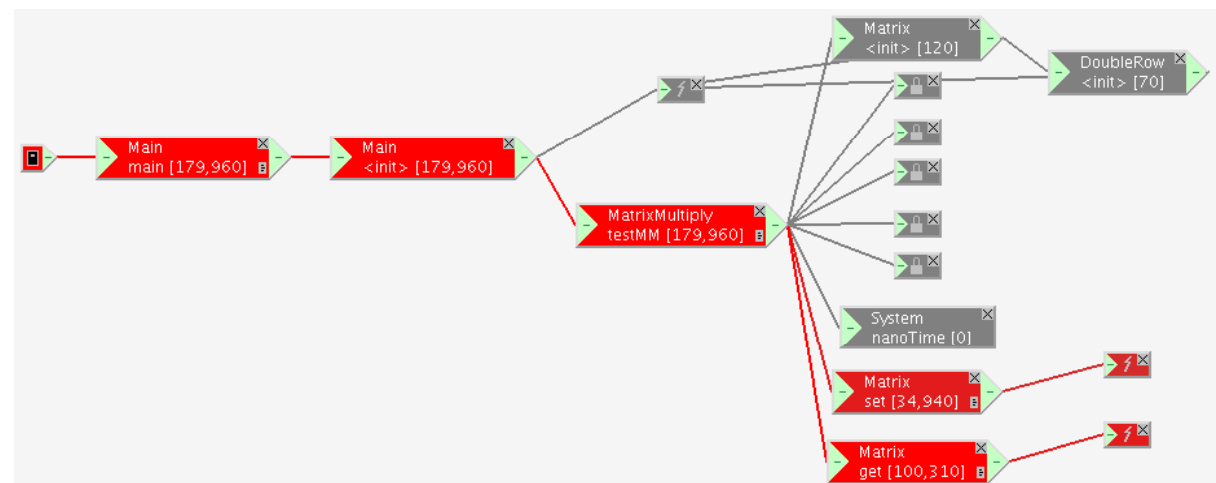 Matrix
<init> [120]
DoubleRow
<init> [70]
Main
main [179,960]
Main
<init> [179,960]
MatrixMultiply
testMM [179,960]
System
nanoTime [0]
Matrix
set [34,940]
Matrix
get [100,310]